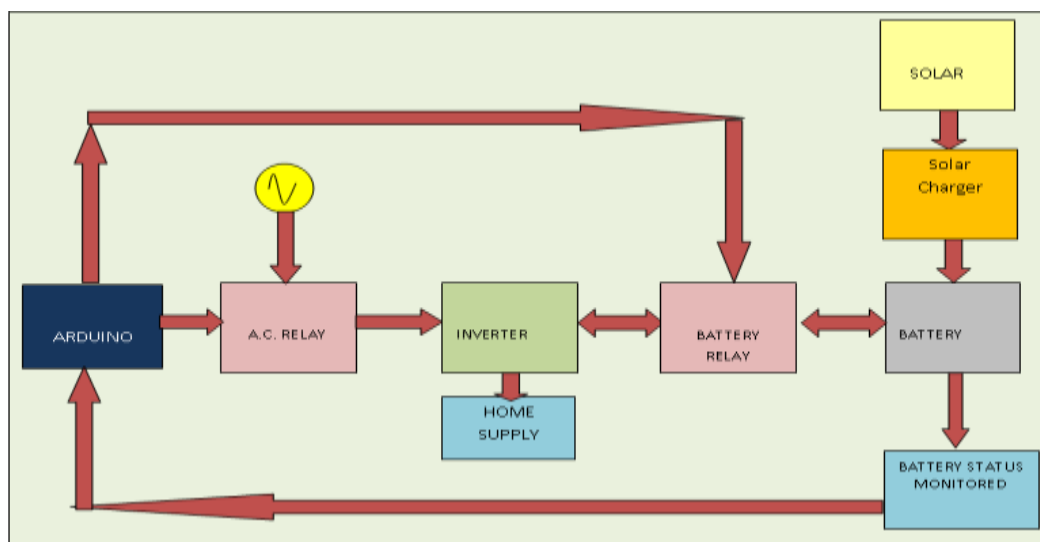 SOLAR
Solar
Charger
ARDUINO
A.C. RELAY
INVERTER
BATTERY
RELAY
BATTERY
HOME
SUPPLY
BATTERY STATUS
MONITORED